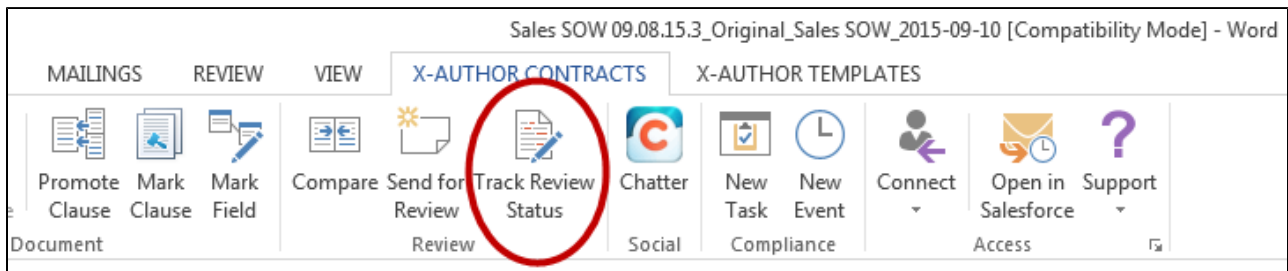 Sales SOW 09.08.15.3_Original_Sales SOW_2015-09-10 [Compatibility Mode] - Word
MAILINGS REVIEW VIEW X-AUTHOR CONTRACTS X-AUTHOR TEMPLATES
Promote Mark Mark Compare Send for Track Review Chatter New New Connect Open in Support
Clause Clause Field Review Status Task Event Salesforce
Document Review Social Compliance Access